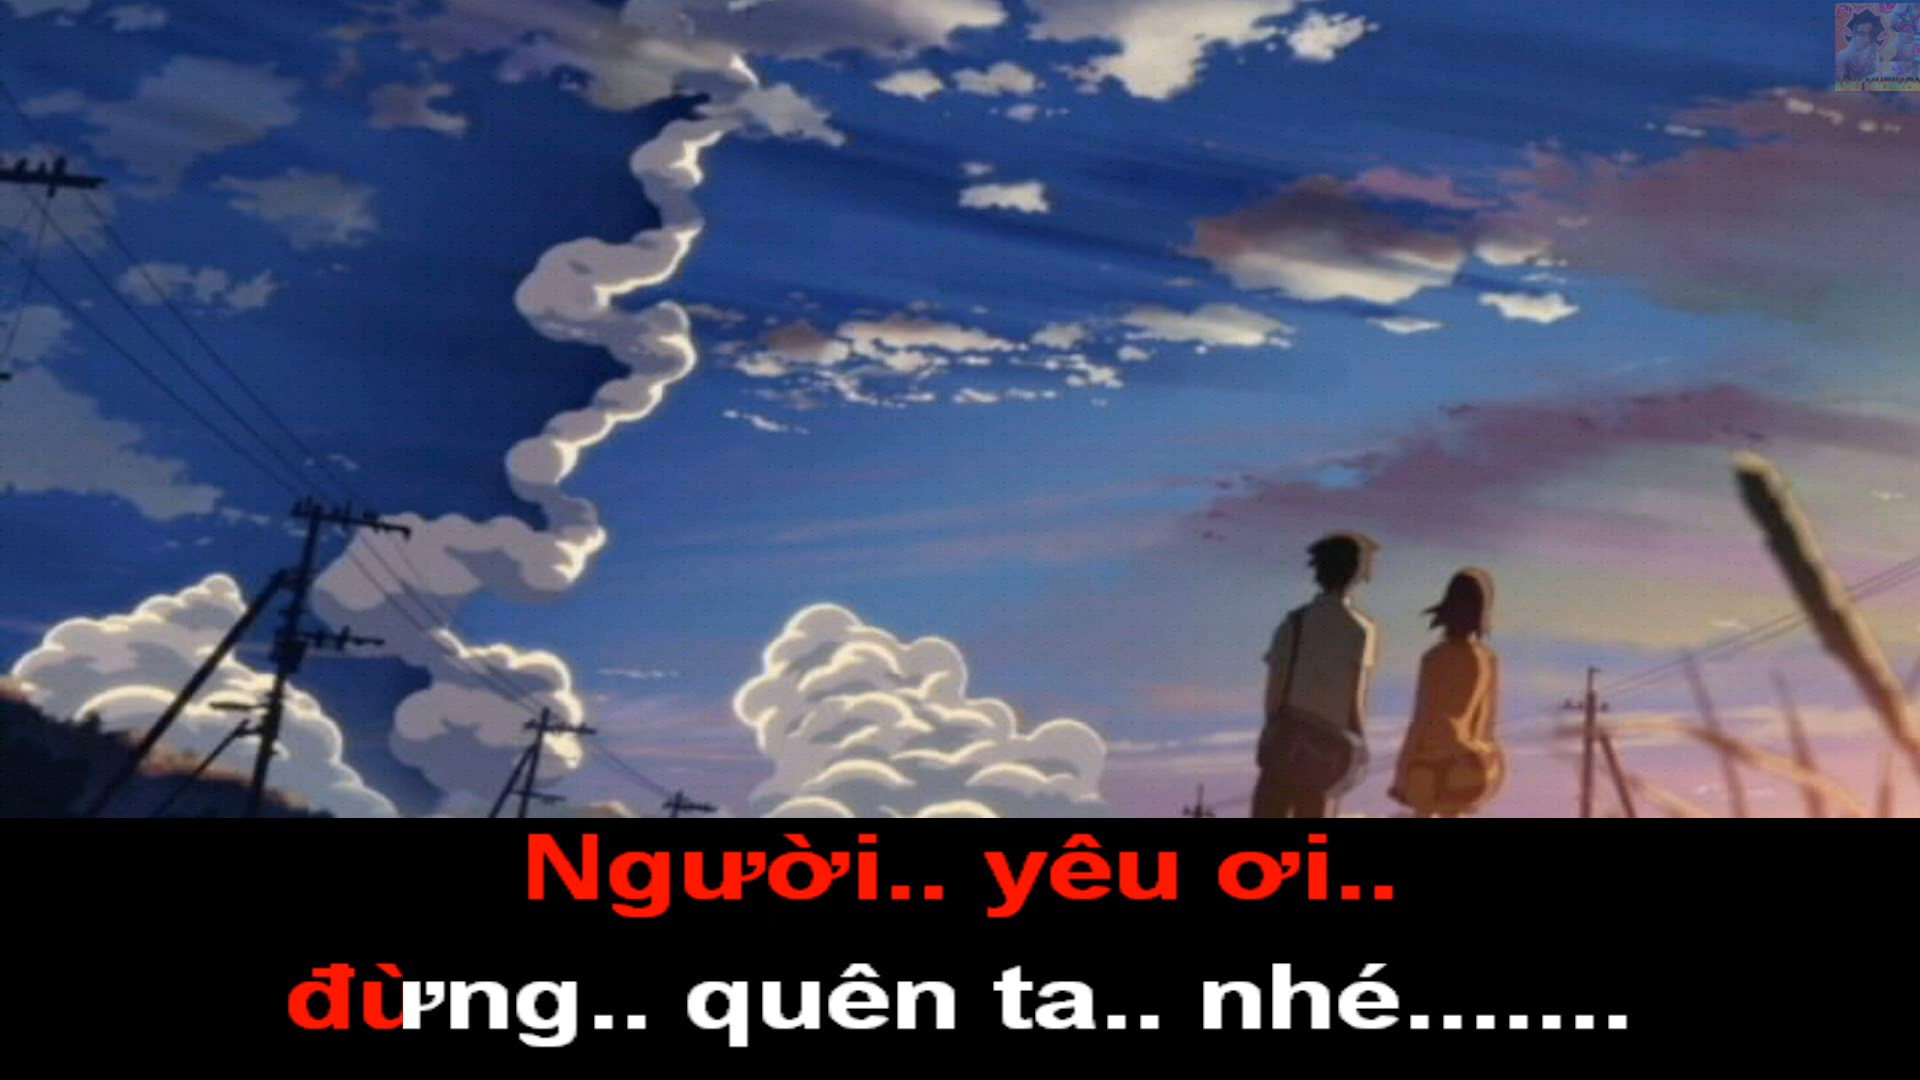 Người.. yêu ơi..
đừng.. quên ta.. nhé.......